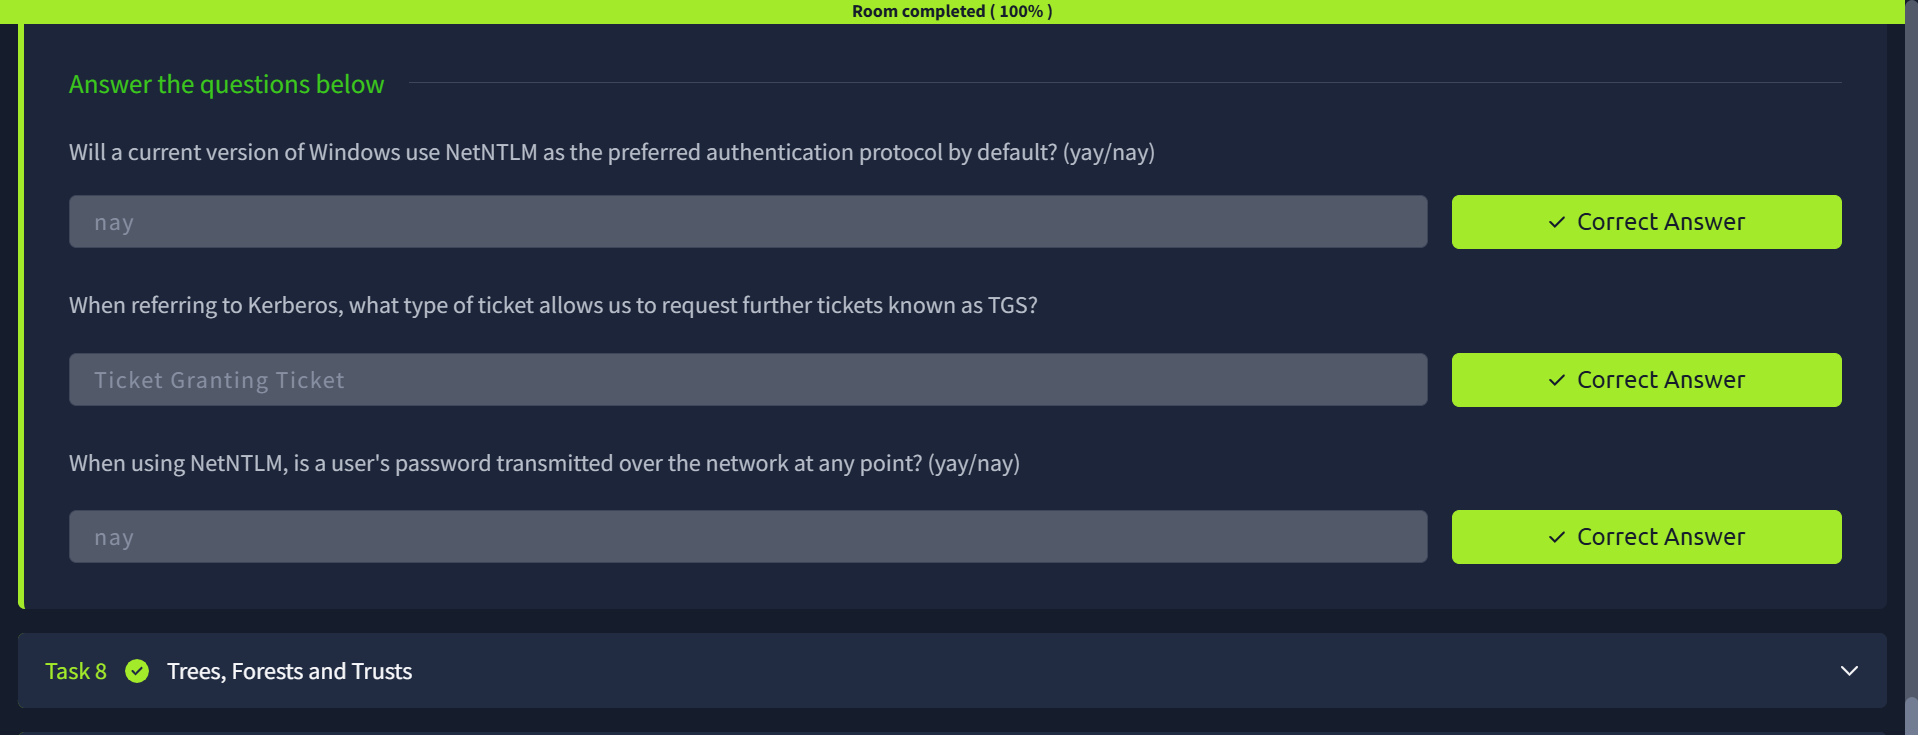 Room completed ( 100% )
Answer the questions below
Will a current version of Windows use NetNTLM as the preferred authentication protocol by default? (yay/nay)
nay
Correct Answer
When referring to Kerberos, what type of ticket allows us to request further tickets known as TGS?
Ticket Granting Ticket
Correct Answer
When using NetNTLM, is a user's password transmitted over the network at any point? (yay/nay)
nay
Correct Answer
Task 8 Trees, Forests and Trusts